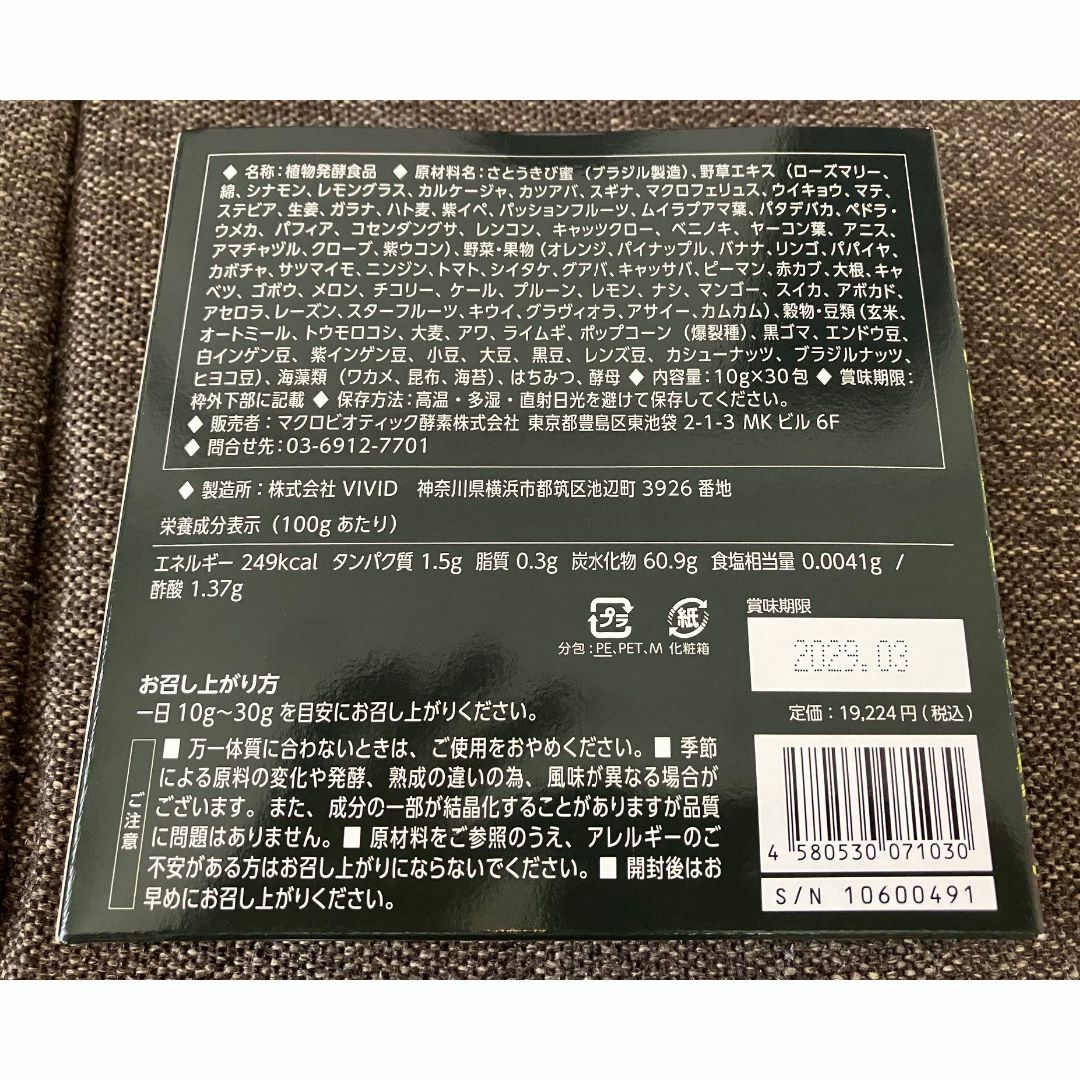 ◆ 名称：植物発酵食品 ◆ 原材料名：さとうきび蜜（ブラジル製造）、野草エキス（ローズマリー、
綿、シナモン、レモングラス、カルケージャ、カツアバ、スギナ、マクロフェリュス、ウイキョウ、マテ、
ステビア、生姜、ガラナ、ハト麦、紫イペ、パッションフルーツ、ムイラプアマ葉、パタデバカ、ペドラ・
ウメカ、パフィア、コセンダングサ、レンコン、キャッツクロー、ベニノキ、ヤーコン葉、アニス、
アマチャヅル、クローブ、紫ウコン）、野菜・果物（オレンジ、パイナップル、バナナ、リンゴ、パパイヤ、
カボチャ、サツマイモ、ニンジン、トマト、シイタケ、グアバ、キャッサバ、ピーマン、赤カブ、大根、キャ
ベツ、ゴボウ、メロン、チコリー、ケール、プルーン、レモン、ナシ、マンゴー、スイカ、アボカド、
アセロラ、レーズン、スターフルーツ、キウイ、グラヴィオラ、アサイー、カムカム）、穀物・豆類（玄米、
オートミール、トウモロコシ、大麦、アワ、ライムギ、ポップコーン（爆裂種）、黒ゴマ、エンドウ豆、
白インゲン豆、紫インゲン豆、小豆、大豆、黒豆、レンズ豆、カシューナッツ、ブラジルナッツ、
ヒヨコ豆）、海藻類（ワカメ、昆布、海苔）、はちみつ、酵母 ◆ 内容量：10g×30包 ◆ 賞味期限：
枠外下部に記載 ◆ 保存方法：高温・多湿・直射日光を避けて保存してください。
◆ 販売者：マクロビオティック酵素株式会社 東京都豊島区東池袋 2-1-3 MK ビル 6F
◆ 問合せ先：03-6912-7701
◆ 製造所：株式会社 VIVID 神奈川県横浜市都筑区池辺町 3926 番地
栄養成分表示（100g あたり）
エネルギー 249kcal タンパク質 1.5g 脂質 0.3g 炭水化物 60.9g 食塩相当量 0.0041g /
酢酸 1.37g
プラ 紙
分包：PE、PET、M 化粧箱
賞味期限
2029.03
定価：19,224円（税込）
お召し上がり方
一日 10g～30g を目安にお召し上がりください。
ご注意
■ 万一体質に合わないときは、ご使用をおやめください。■ 季節
による原料の変化や発酵、熟成の違いの為、風味が異なる場合が
ございます。また、成分の一部が結晶化することがありますが品質
に問題はありません。■ 原材料をご参照のうえ、アレルギーのご
不安がある方はお召し上がりにならないでください。■ 開封後はお
早めにお召し上がりください。
4 580530 071030
S/N 10600491